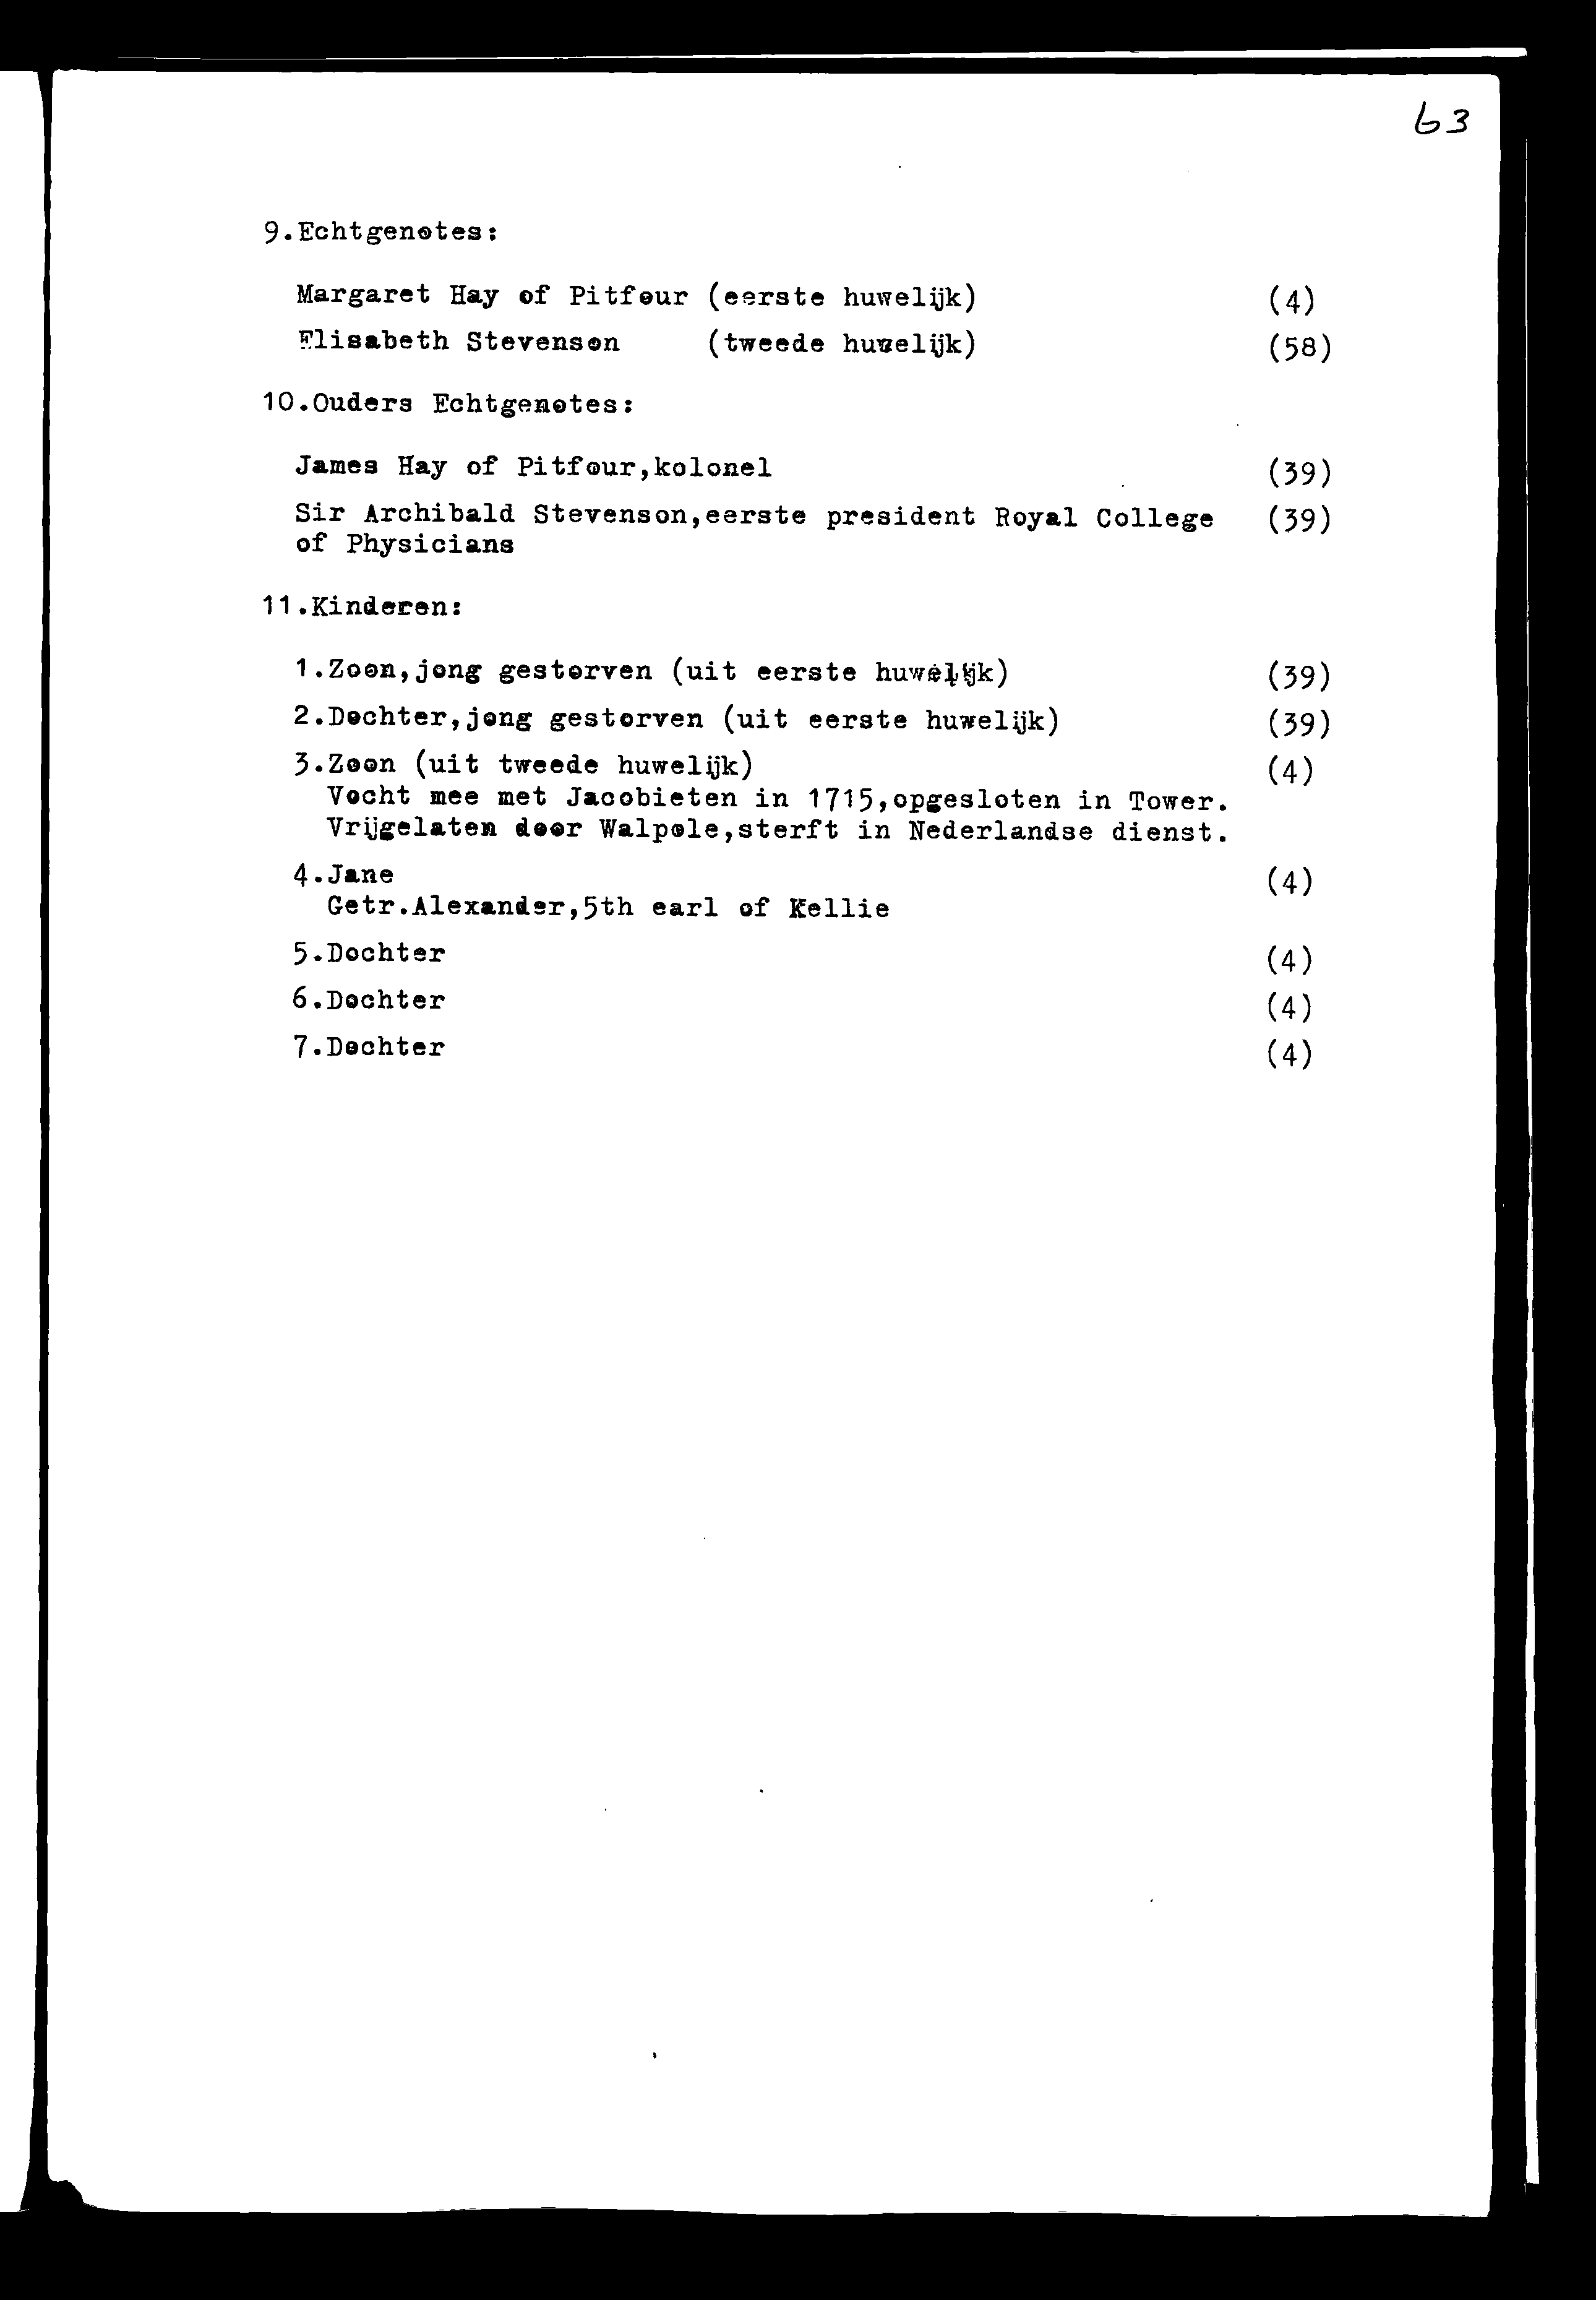 63
9.Echtgenotes:
Margaret Hay of Pitfour (eerste huwelijk) (4)
Elisabeth Stevenson (tweede huwelijk) (58)
10.Ouders Echtgenotes:
James Hay of Pitfour,kolonel (39)
Sir Archibald Stevenson,eerste president Royal College (39)
of Physicians
11.Kinderen:
1.Zoon,jong gestorven (uit eerste huwelijk) (39)
2.Dochter,jong gestorven (uit eerste huwelijk) (39)
3.Zoon (uit tweede huwelijk) (4)
Vocht mee met Jacobieten in 1715,opgesloten in Tower.
Vrijgelaten door Walpole,sterft in Nederlandse dienst.
4.Jane (4)
Getr.Alexander,5th earl of Kellie
5.Dochter (4)
6.Dochter (4)
7.Dochter (4)